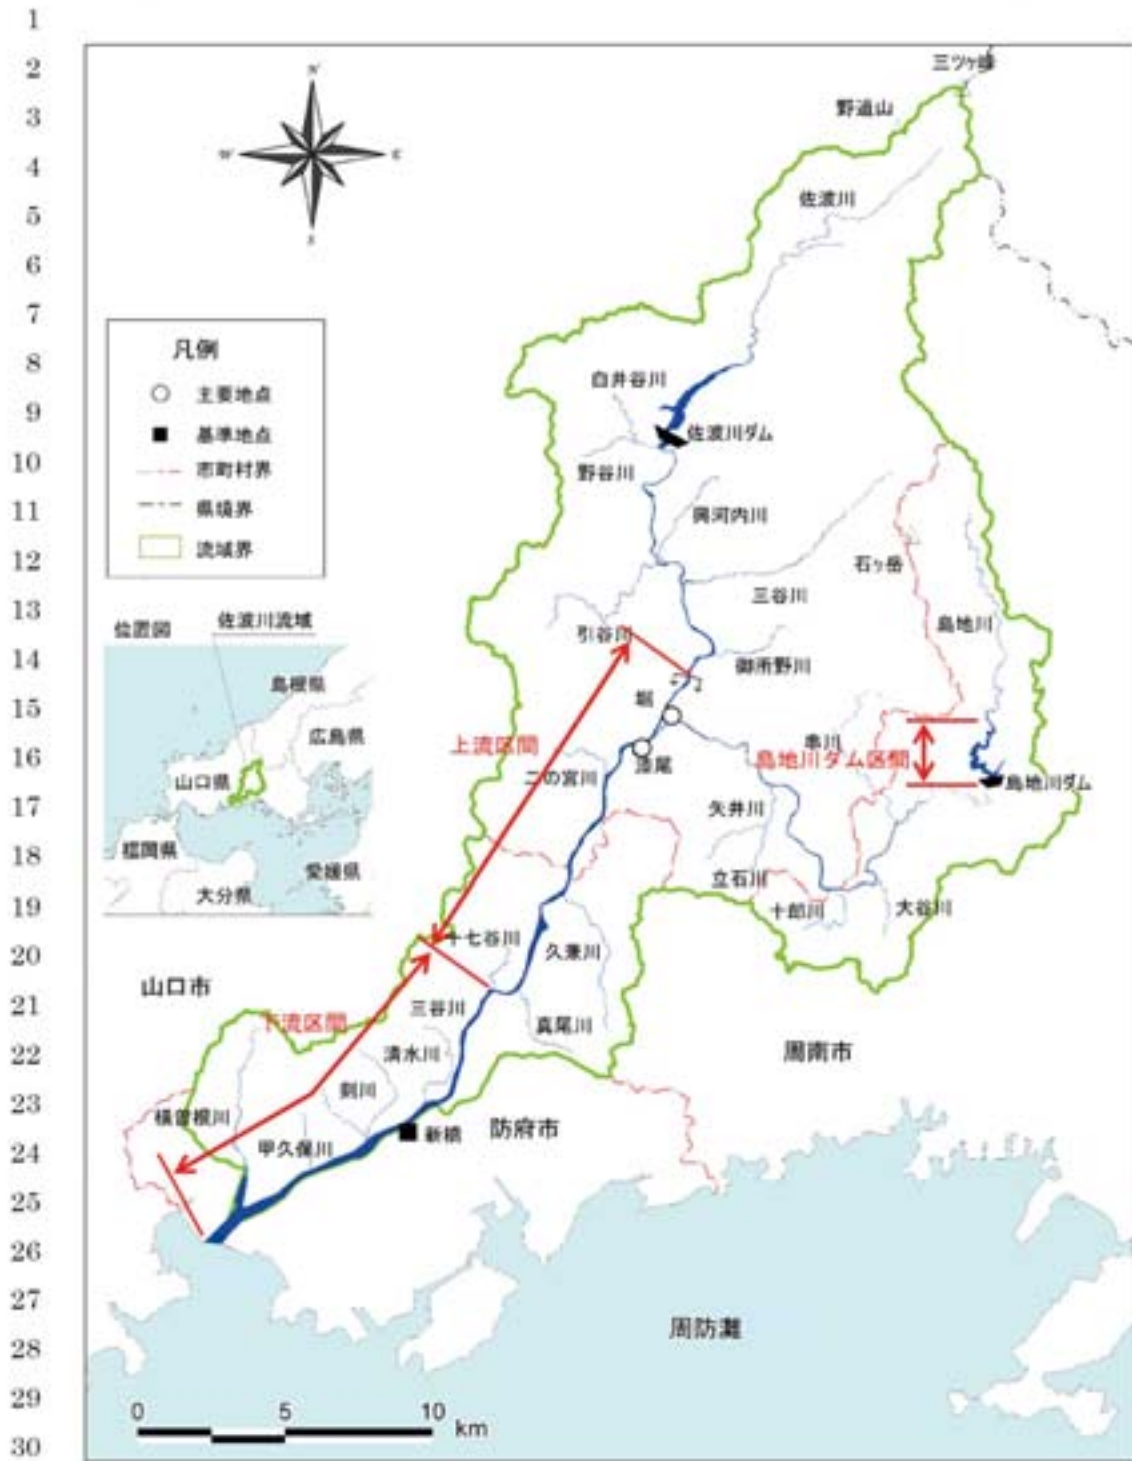 1
2
3
4
5
6
7
8
9
10
11
12
13
14
15
16
17
18
19
20
21
22
23
24
25
26
27
28
29
30
三ツヶ峰
野道山
N
W
E
S
佐波川
凡例
主要地点
基準地点
市町村界
県境界
流域界
白井谷川
佐波川ダム
野谷川
興河内川
石ヶ岳
三谷川
島地川
引谷川
御所野川
位置図
佐波川流域
島根県
広島県
山口県
福岡県
愛媛県
大分県
堀
上流区間
漆尾
二の宮川
串川
島地川ダム区間
島地川ダム
矢井川
立石川
十郎川
大谷川
十七谷川
久兼川
山口市
三谷川
真尾川
下流区間
清水川
周南市
剣川
横曽根川
新橋
防府市
甲久保川
周防灘
0 5 10 km